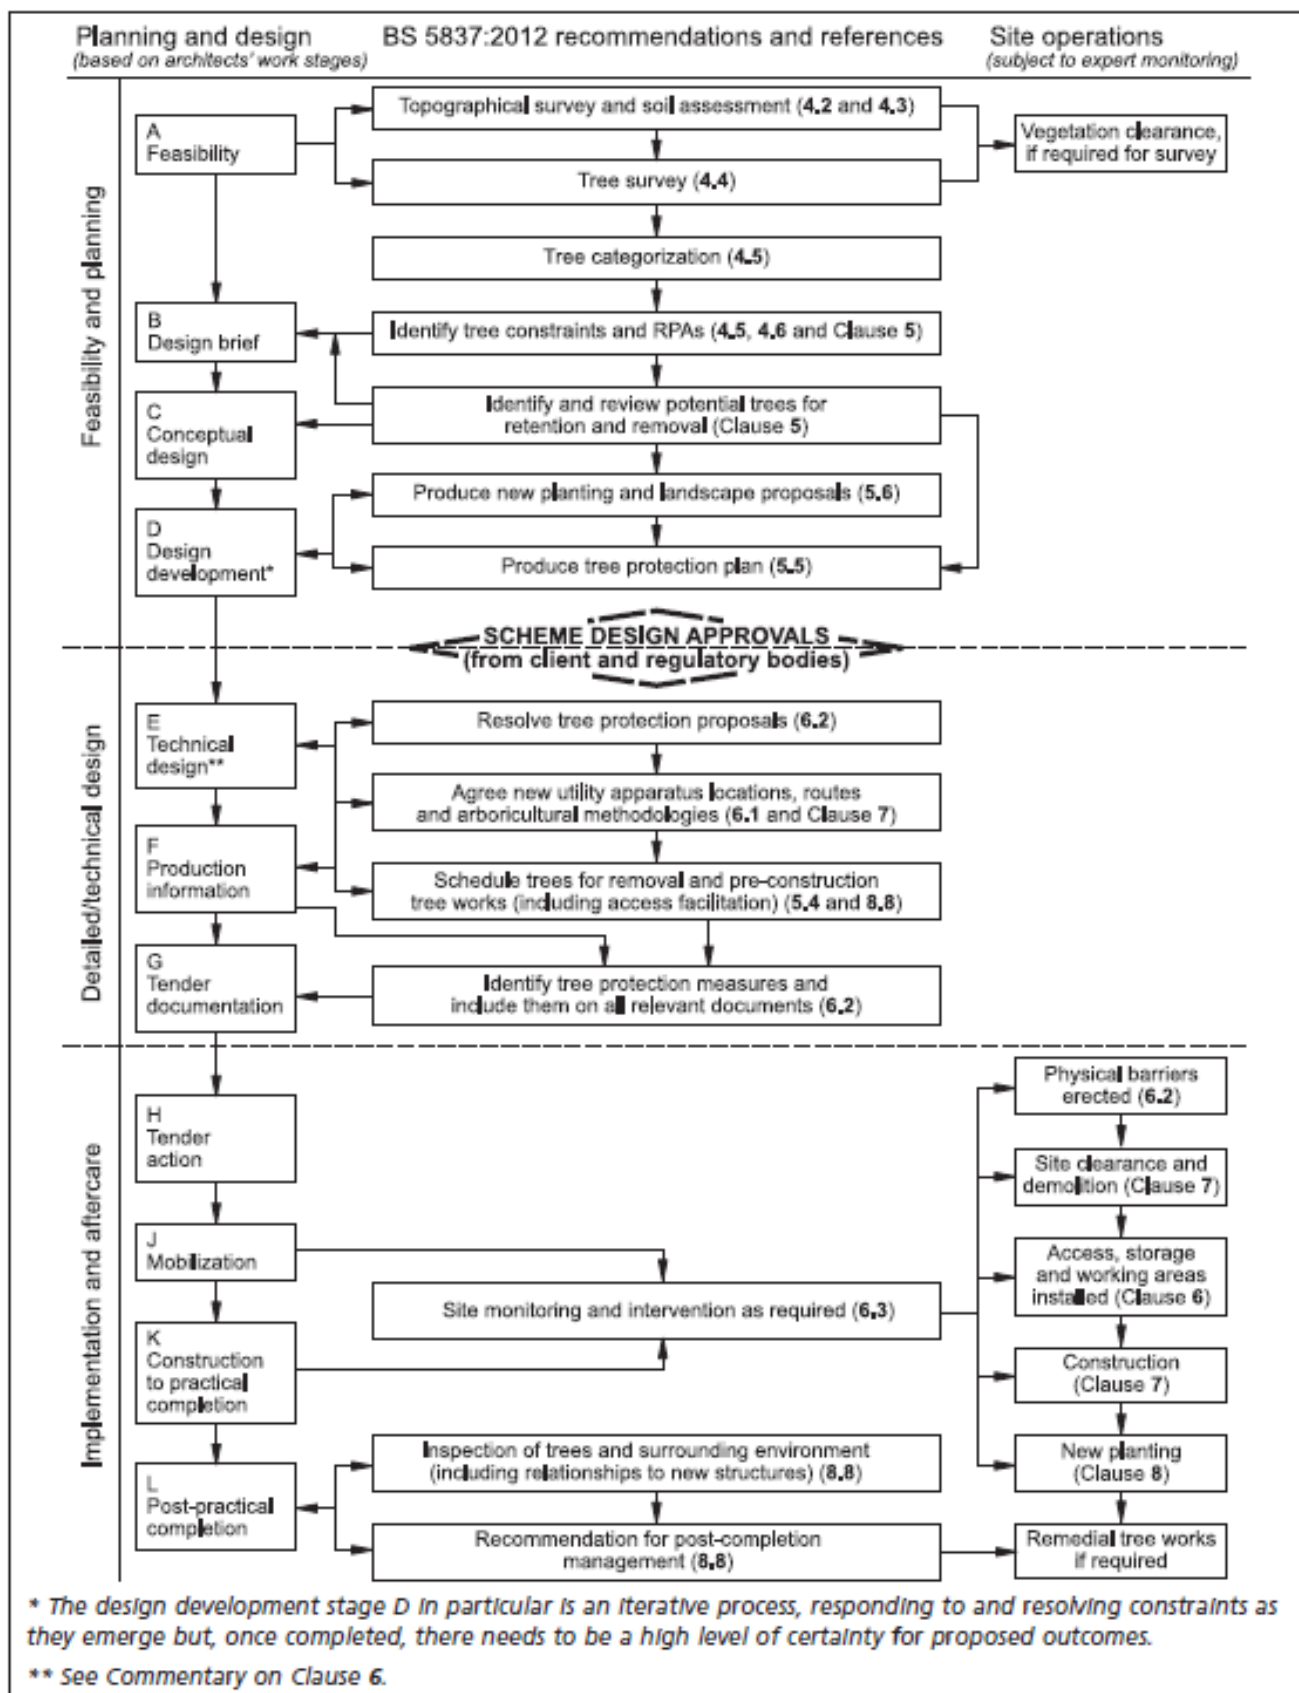 Planning and design
(based on architects' work stages)
BS 5837:2012 recommendations and references
Site operations
(subject to expert monitoring)
Feasibility and planning
A
Feasibility
Topographical survey and soil assessment (4.2 and 4.3)
Vegetation clearance,
if required for survey
Tree survey (4.4)
Tree categorization (4.5)
B
Design brief
Identify tree constraints and RPAs (4.5, 4.6 and Clause 5)
C
Conceptual
design
Identify and review potential trees for
retention and removal (Clause 5)
Produce new planting and landscape proposals (5.6)
D
Design
development*
Produce tree protection plan (5.5)
SCHEME DESIGN APPROVALS
(from client and regulatory bodies)
Detailed/technical design
E
Technical
design**
Resolve tree protection proposals (6.2)
Agree new utility apparatus locations, routes
and arboricultural methodologies (6.1 and Clause 7)
F
Production
information
Schedule trees for removal and pre-construction
tree works (including access facilitation) (5.4 and 8.8)
G
Tender
documentation
Identify tree protection measures and
include them on all relevant documents (6.2)
Implementation and aftercare
H
Tender
action
Physical barriers
erected (6.2)
Site clearance and
demolition (Clause 7)
J
Mobilization
Access, storage
and working areas
installed (Clause 6)
Site monitoring and intervention as required (6.3)
K
Construction
to practical
completion
Construction
(Clause 7)
New planting
(Clause 8)
L
Post-practical
completion
Inspection of trees and surrounding environment
(including relationships to new structures) (8.8)
Recommendation for post-completion
management (8.8)
Remedial tree works
if required
* The design development stage D in particular is an iterative process, responding to and resolving constraints as
they emerge but, once completed, there needs to be a high level of certainty for proposed outcomes.
** See Commentary on Clause 6.